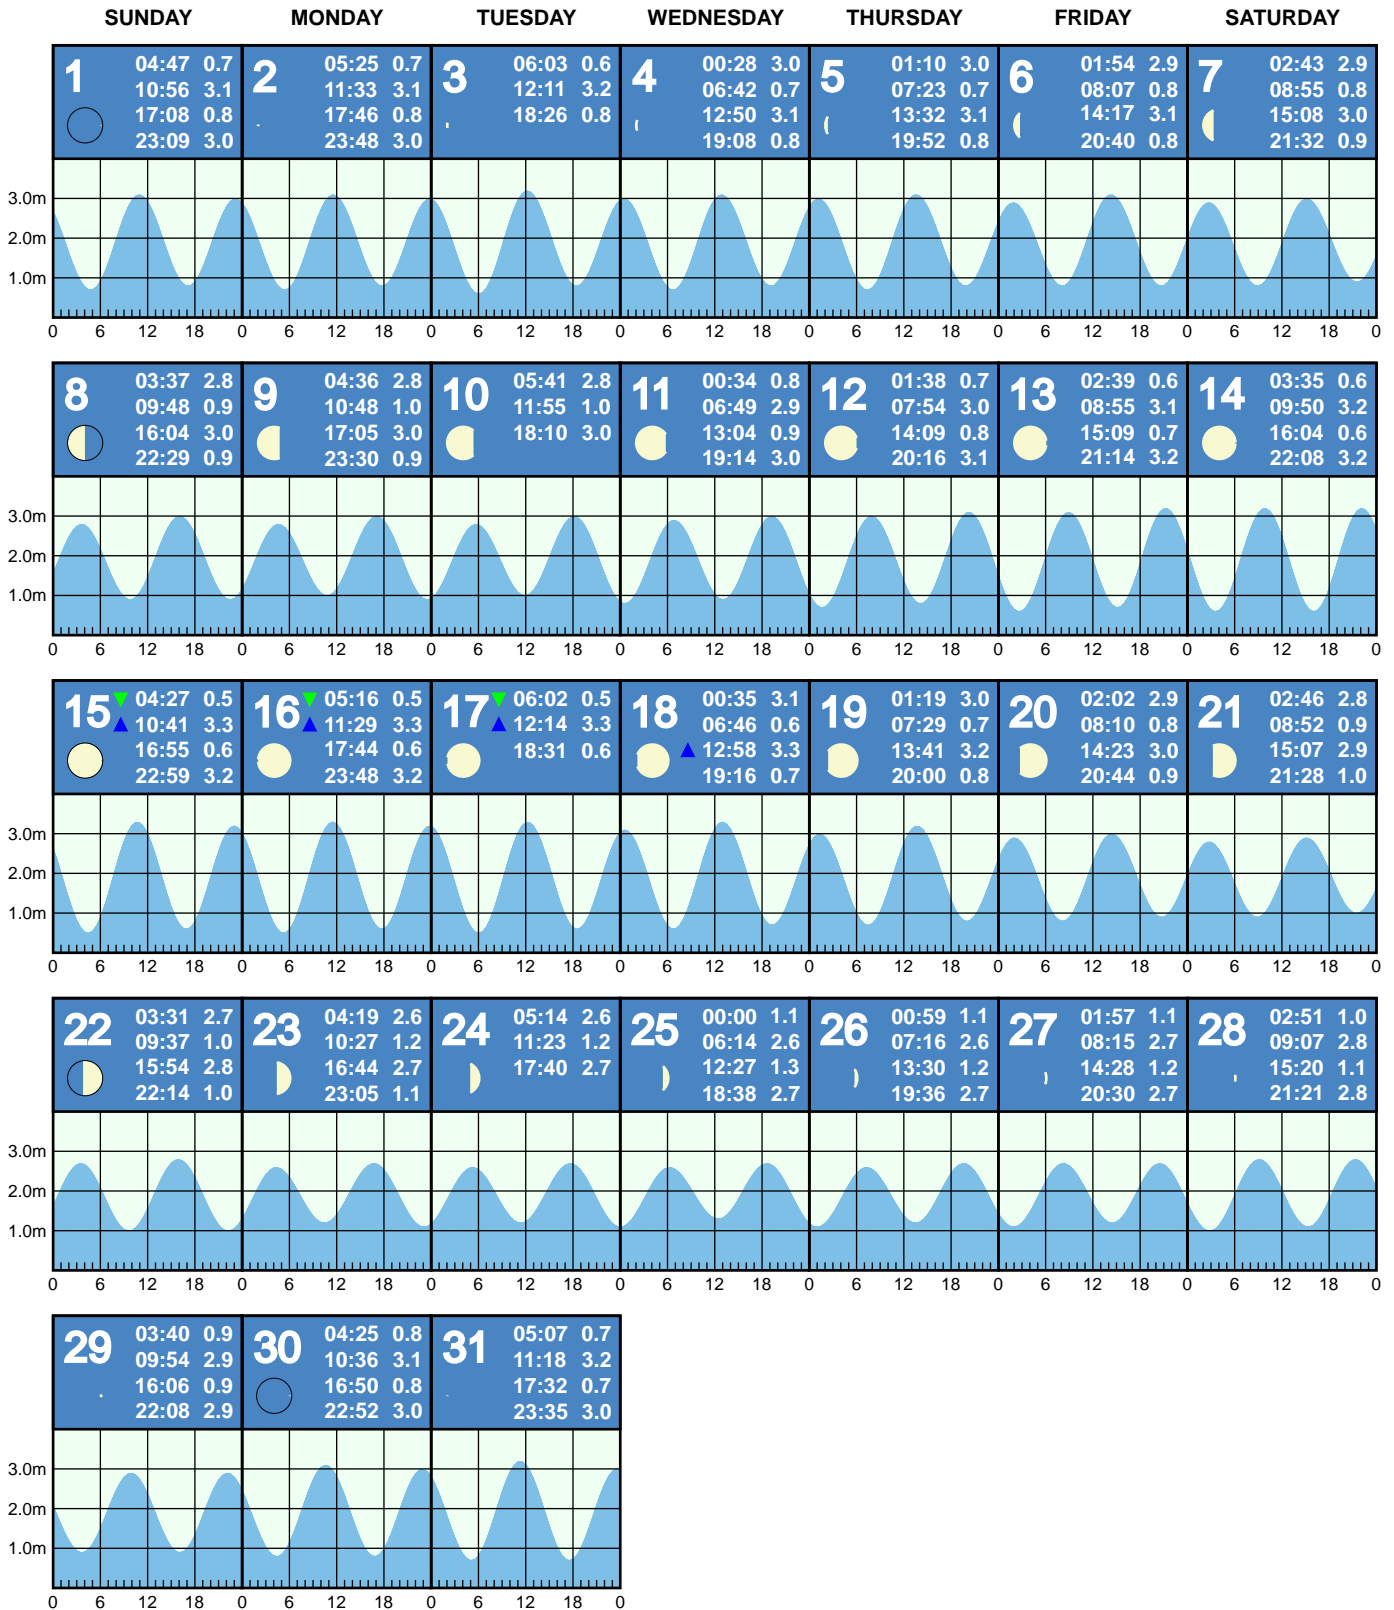 SUNDAY MONDAY TUESDAY WEDNESDAY THURSDAY FRIDAY SATURDAY
1 04:47 0.7
10:56 3.1
17:08 0.8
23:09 3.0
2 05:25 0.7
11:33 3.1
17:46 0.8
23:48 3.0
3 06:03 0.6
12:11 3.2
18:26 0.8
4 00:28 3.0
06:42 0.7
12:50 3.1
19:08 0.8
5 01:10 3.0
07:23 0.7
13:32 3.1
19:52 0.8
6 01:54 2.9
08:07 0.8
14:17 3.1
20:40 0.8
7 02:43 2.9
08:55 0.8
15:08 3.0
21:32 0.9
3.0m
2.0m
1.0m
0 6 12 18 0 6 12 18 0 6 12 18 0 6 12 18 0 6 12 18 0 6 12 18 0 6 12 18 0
8 03:37 2.8
09:48 0.9
16:04 3.0
22:29 0.9
9 04:36 2.8
10:48 1.0
17:05 3.0
23:30 0.9
10 05:41 2.8
11:55 1.0
18:10 3.0
11 00:34 0.8
06:49 2.9
13:04 0.9
19:14 3.0
12 01:38 0.7
07:54 3.0
14:09 0.8
20:16 3.1
13 02:39 0.6
08:55 3.1
15:09 0.7
21:14 3.2
14 03:35 0.6
09:50 3.2
16:04 0.6
22:08 3.2
3.0m
2.0m
1.0m
0 6 12 18 0 6 12 18 0 6 12 18 0 6 12 18 0 6 12 18 0 6 12 18 0 6 12 18 0
15 04:27 0.5
10:41 3.3
16:55 0.6
22:59 3.2
16 05:16 0.5
11:29 3.3
17:44 0.6
23:48 3.2
17 06:02 0.5
12:14 3.3
18:31 0.6
18 00:35 3.1
06:46 0.6
12:58 3.3
19:16 0.7
19 01:19 3.0
07:29 0.7
13:41 3.2
20:00 0.8
20 02:02 2.9
08:10 0.8
14:23 3.0
20:44 0.9
21 02:46 2.8
08:52 0.9
15:07 2.9
21:28 1.0
3.0m
2.0m
1.0m
0 6 12 18 0 6 12 18 0 6 12 18 0 6 12 18 0 6 12 18 0 6 12 18 0 6 12 18 0
22 03:31 2.7
09:37 1.0
15:54 2.8
22:14 1.0
23 04:19 2.6
10:27 1.2
16:44 2.7
23:05 1.1
24 05:14 2.6
11:23 1.2
17:40 2.7
25 00:00 1.1
06:14 2.6
12:27 1.3
18:38 2.7
26 00:59 1.1
07:16 2.6
13:30 1.2
19:36 2.7
27 01:57 1.1
08:15 2.7
14:28 1.2
20:30 2.7
28 02:51 1.0
09:07 2.8
15:20 1.1
21:21 2.8
3.0m
2.0m
1.0m
0 6 12 18 0 6 12 18 0 6 12 18 0 6 12 18 0 6 12 18 0 6 12 18 0 6 12 18 0
29 03:40 0.9
09:54 2.9
16:06 0.9
22:08 2.9
30 04:25 0.8
10:36 3.1
16:50 0.8
22:52 3.0
31 05:07 0.7
11:18 3.2
17:32 0.7
23:35 3.0
3.0m
2.0m
1.0m
0 6 12 18 0 6 12 18 0 6 12 18 0